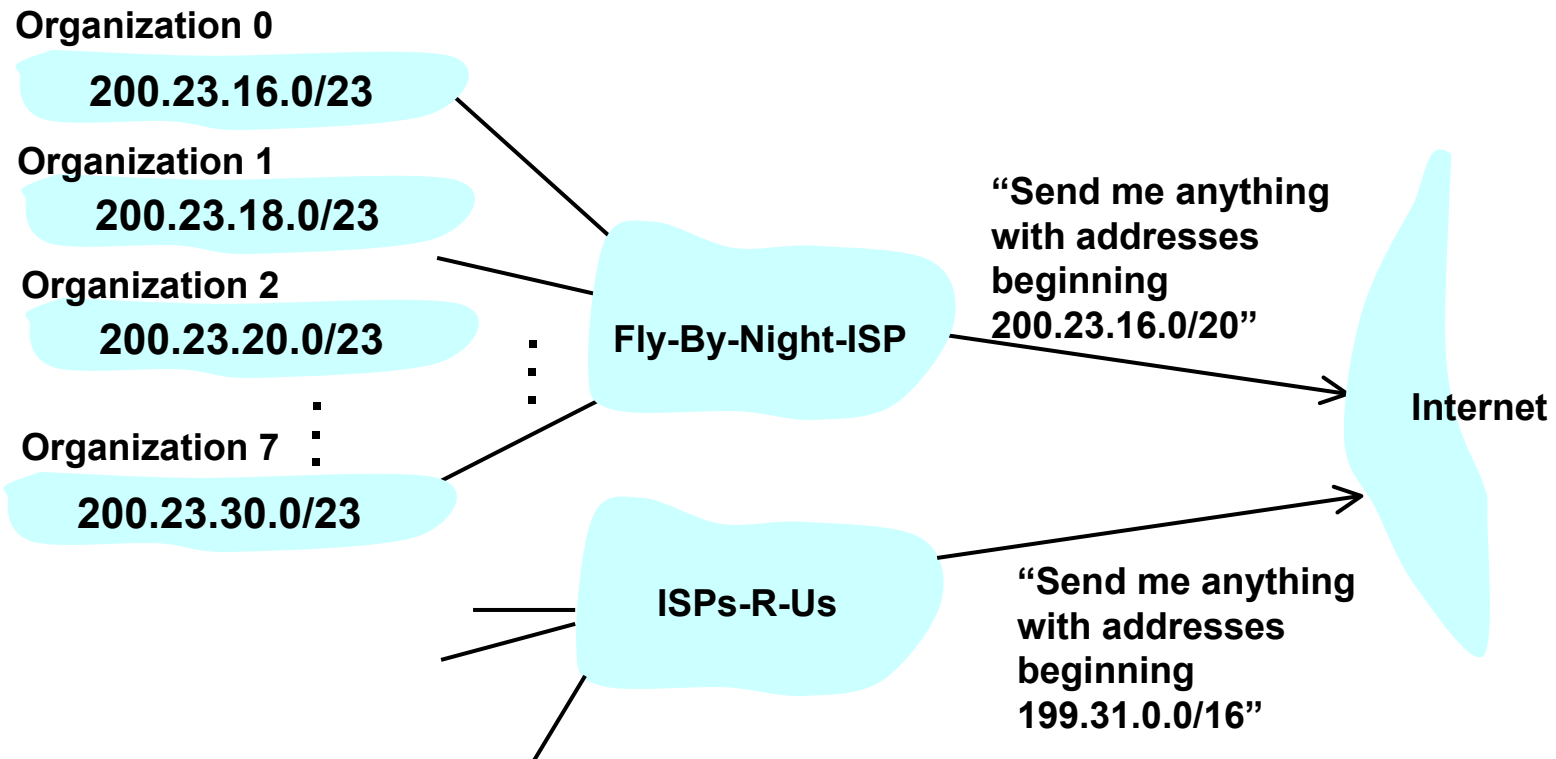 Organization 0
200.23.16.0/23
Organization 1
200.23.18.0/23
Organization 2
200.23.20.0/23
Organization 7
200.23.30.0/23
Fly-By-Night-ISP
“Send me anything
with addresses
beginning
200.23.16.0/20”
Internet
ISPs-R-Us
“Send me anything
with addresses
beginning
199.31.0.0/16”